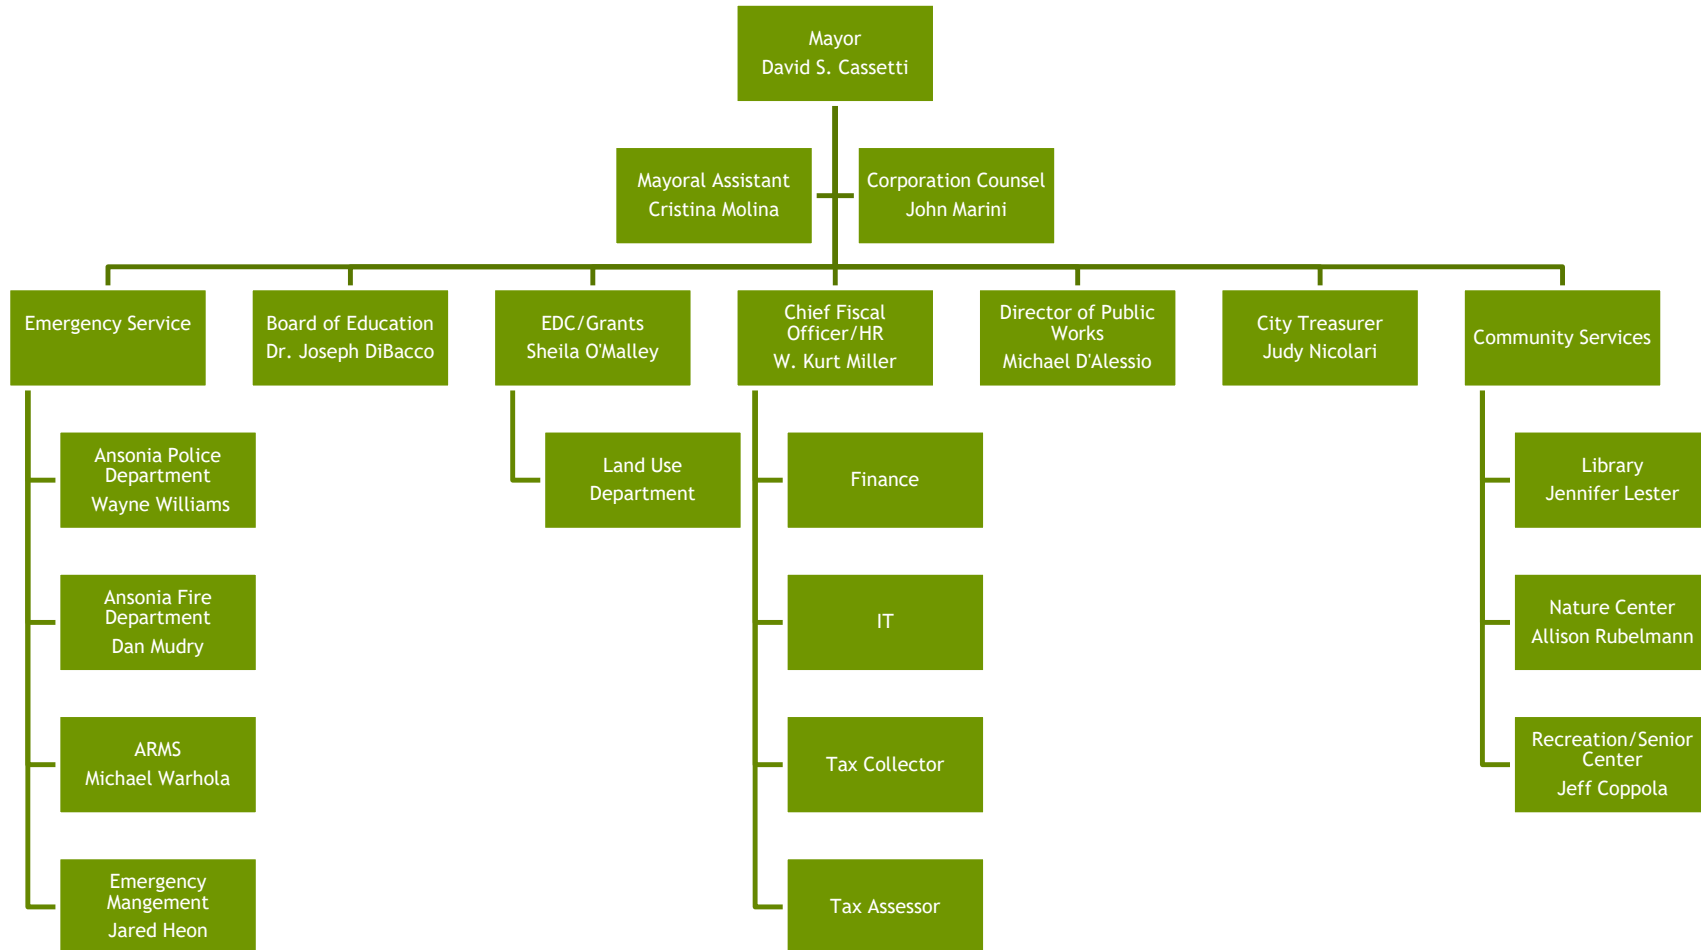 Mayor
David S. Cassetti
Mayoral Assistant
Cristina Molina
Corporation Counsel
John Marini
Emergency Service
Board of Education
Dr. Joseph DiBacco
EDC/Grants
Sheila O'Malley
Chief Fiscal
Officer/HR
W. Kurt Miller
Director of Public
Works
Michael D'Alessio
City Treasurer
Judy Nicolari
Community Services
Ansonia Police
Department
Wayne Williams
Ansonia Fire
Department
Dan Mudry
ARMS
Michael Warhola
Emergency
Mangement
Jared Heon
Land Use
Department
Finance
IT
Tax Collector
Tax Assessor
Library
Jennifer Lester
Nature Center
Allison Rubelmann
Recreation/Senior
Center
Jeff Coppola